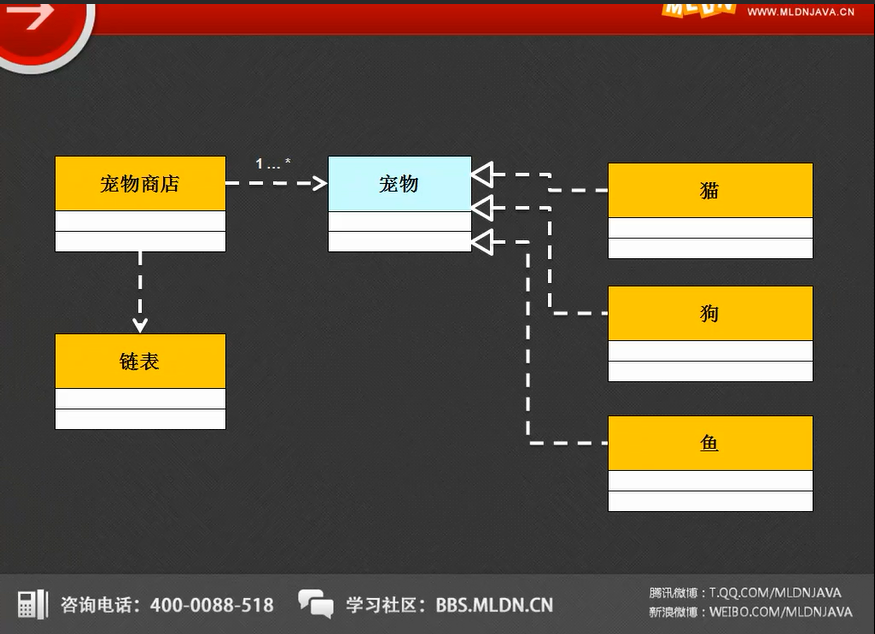 MLDN WWW.MLDNJAVA.CN
宠物商店
1...*
宠物
猫
狗
链表
鱼
咨询电话：400-0088-518
学习社区：BBS.MLDN.CN
腾讯微博：T.QQ.COM/MLDNJAVA
新浪微博：WEIBO.COM/MLDNJAVA